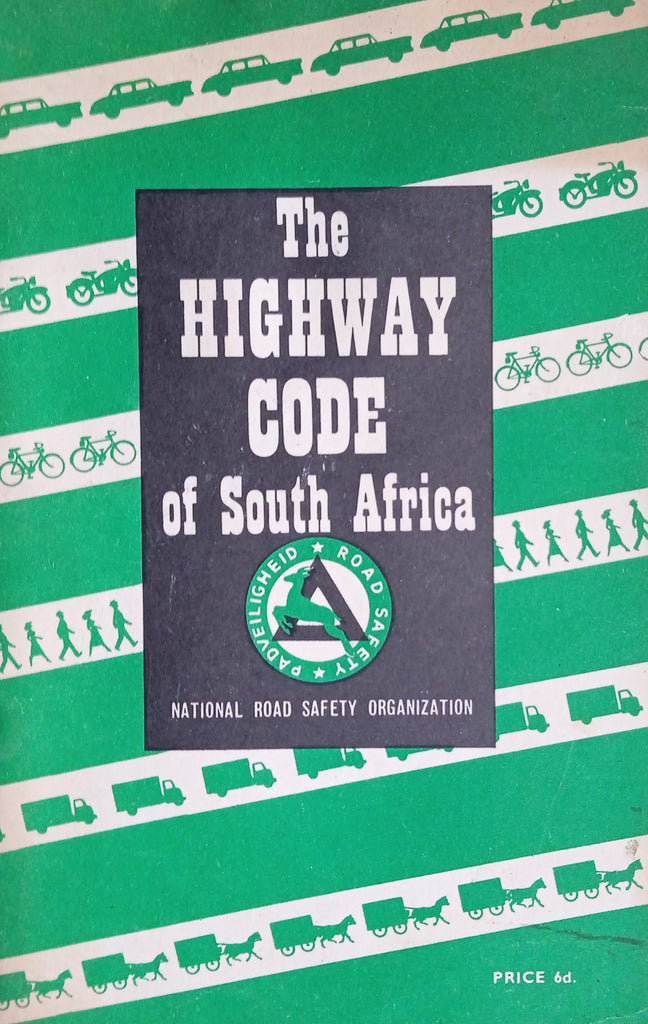 The
HIGHWAY
CODE
of South Africa
PADVEILIGHEID ★ ROAD SAFETY ★
NATIONAL ROAD SAFETY ORGANIZATION
PRICE 6d.